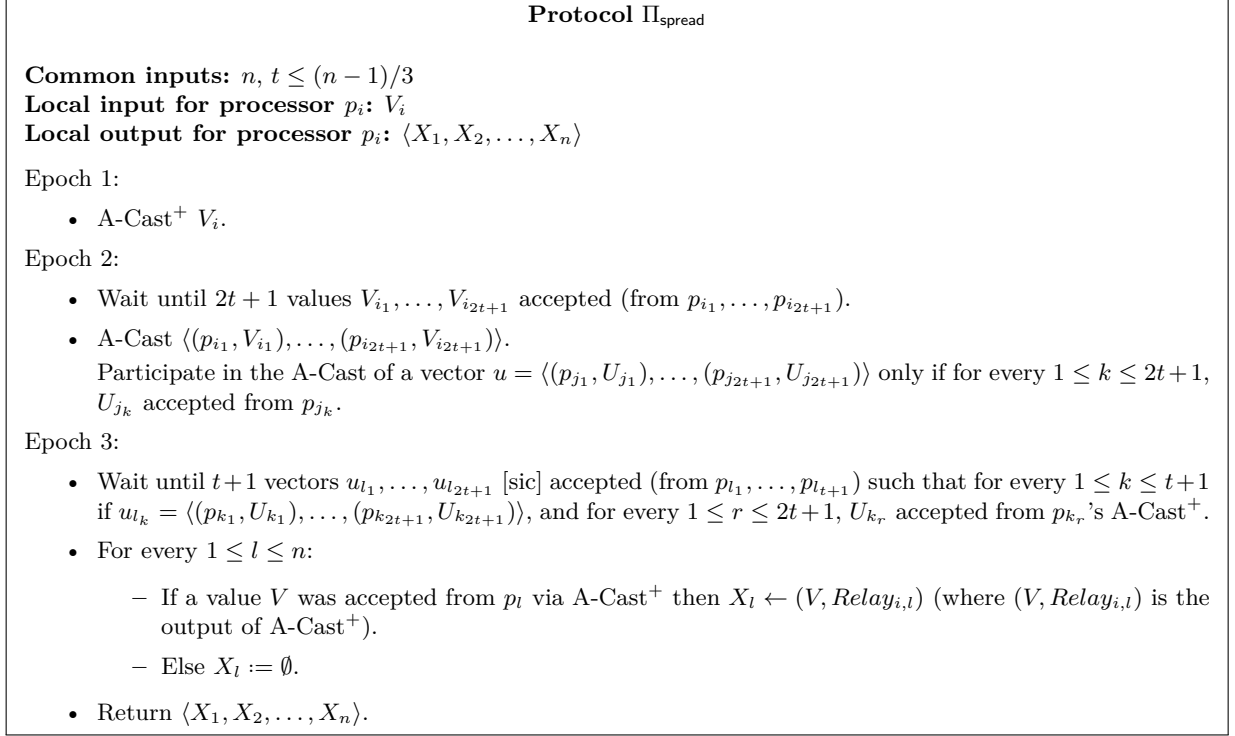 Protocol Π_spread
Common inputs: n, t ≤ (n − 1)/3
Local input for processor p_i: V_i
Local output for processor p_i: ⟨X_1, X_2, . . . , X_n⟩
Epoch 1:
• A-Cast⁺ V_i.
Epoch 2:
• Wait until 2t + 1 values V_{i_1}, . . . , V_{i_{2t+1}} accepted (from p_{i_1}, . . . , p_{i_{2t+1}}).
• A-Cast ⟨(p_{i_1}, V_{i_1}), . . . , (p_{i_{2t+1}}, V_{i_{2t+1}})⟩.
Participate in the A-Cast of a vector u = ⟨(p_{j_1}, U_{j_1}), . . . , (p_{j_{2t+1}}, U_{j_{2t+1}})⟩ only if for every 1 ≤ k ≤ 2t + 1,
U_{j_k} accepted from p_{j_k}.
Epoch 3:
• Wait until t+1 vectors u_{l_1}, . . . , u_{l_{2t+1}} [sic] accepted (from p_{l_1}, . . . , p_{l_{t+1}}) such that for every 1 ≤ k ≤ t+1
if u_{l_k} = ⟨(p_{k_1}, U_{k_1}), . . . , (p_{k_{2t+1}}, U_{k_{2t+1}})⟩, and for every 1 ≤ r ≤ 2t+1, U_{k_r} accepted from p_{k_r}'s A-Cast⁺.
• For every 1 ≤ l ≤ n:
– If a value V was accepted from p_l via A-Cast⁺ then X_l ← (V, Relay_{i,l}) (where (V, Relay_{i,l}) is the
output of A-Cast⁺).
– Else X_l := ∅.
• Return ⟨X_1, X_2, . . . , X_n⟩.